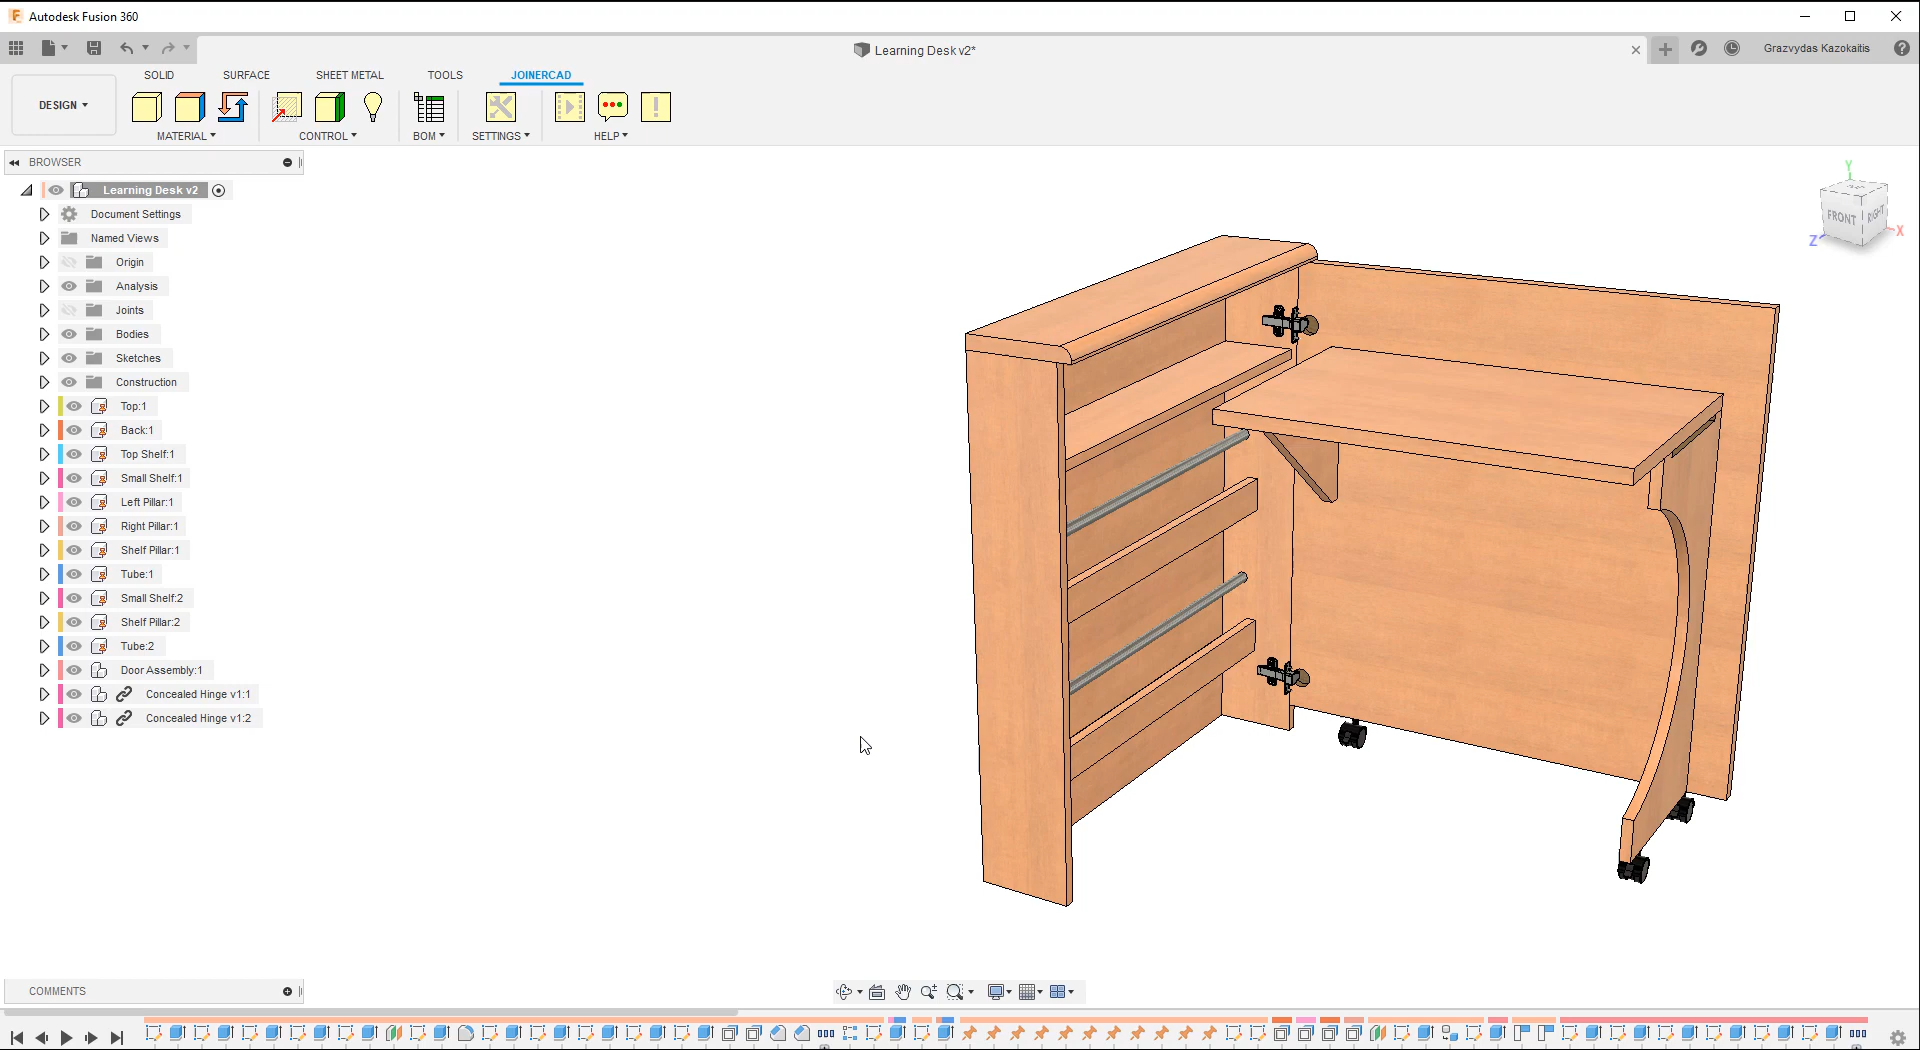 Autodesk Fusion 360
Learning Desk v2*
Grazvydas Kazokaitis
SOLID SURFACE SHEET METAL TOOLS JOINERCAD
DESIGN
MATERIAL CONTROL BOM SETTINGS HELP
BROWSER
Learning Desk v2
Document Settings
Named Views
Origin
Analysis
Joints
Bodies
Sketches
Construction
Top:1
Back:1
Top Shelf:1
Small Shelf:1
Left Pillar:1
Right Pillar:1
Shelf Pillar:1
Tube:1
Small Shelf:2
Shelf Pillar:2
Tube:2
Door Assembly:1
Concealed Hinge v1:1
Concealed Hinge v1:2
Y
FRONT
RIGHT
Z
X
COMMENTS